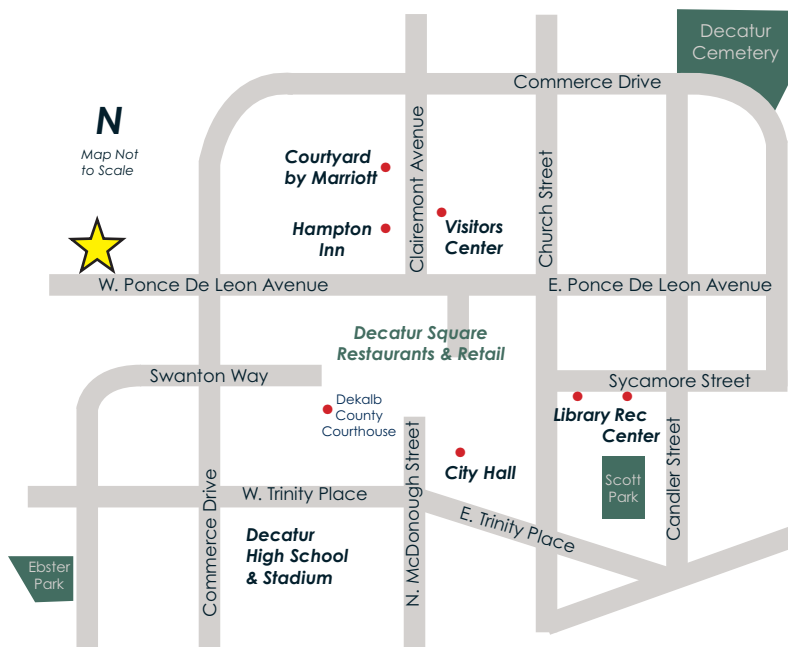 Decatur
Cemetery
Commerce Drive
N
Map Not
to Scale
Clairemont Avenue
Church Street
Courtyard
by Marriott
Hampton
Inn
Visitors
Center
W. Ponce De Leon Avenue
E. Ponce De Leon Avenue
Decatur Square
Restaurants & Retail
Swanton Way
Sycamore Street
Dekalb
County
Courthouse
Library Rec
Center
City Hall
Scott
Park
Candler Street
N. McDonough Street
Commerce Drive
W. Trinity Place
E. Trinity Place
Decatur
High School
& Stadium
Ebster
Park